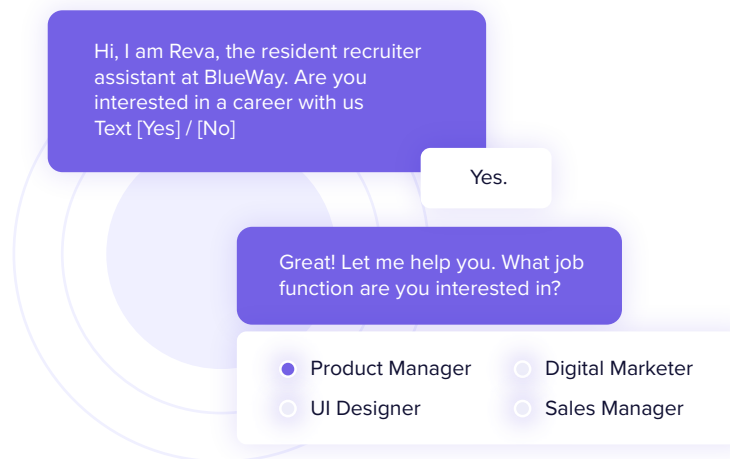 Hi, I am Reva, the resident recruiter
assistant at BlueWay. Are you
interested in a career with us
Text [Yes] / [No]
Yes.
Great! Let me help you. What job
function are you interested in?
Product Manager
Digital Marketer
UI Designer
Sales Manager